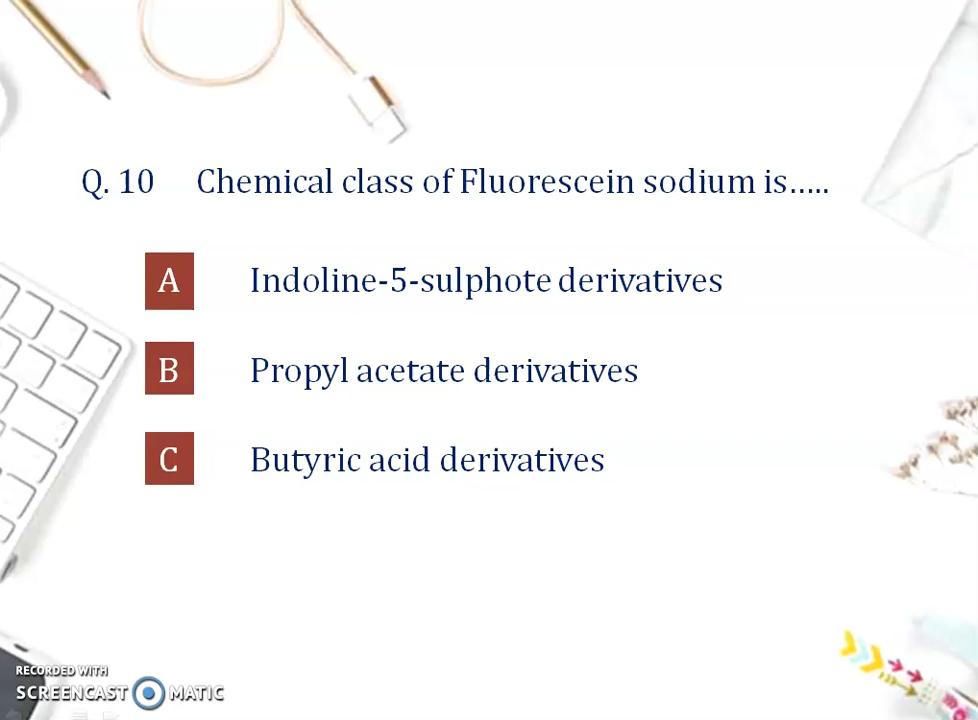 Q. 10 Chemical class of Fluorescein sodium is.....
A Indoline-5-sulphote derivatives
B Propyl acetate derivatives
C Butyric acid derivatives
RECORDED WITH
SCREENCAST MATIC